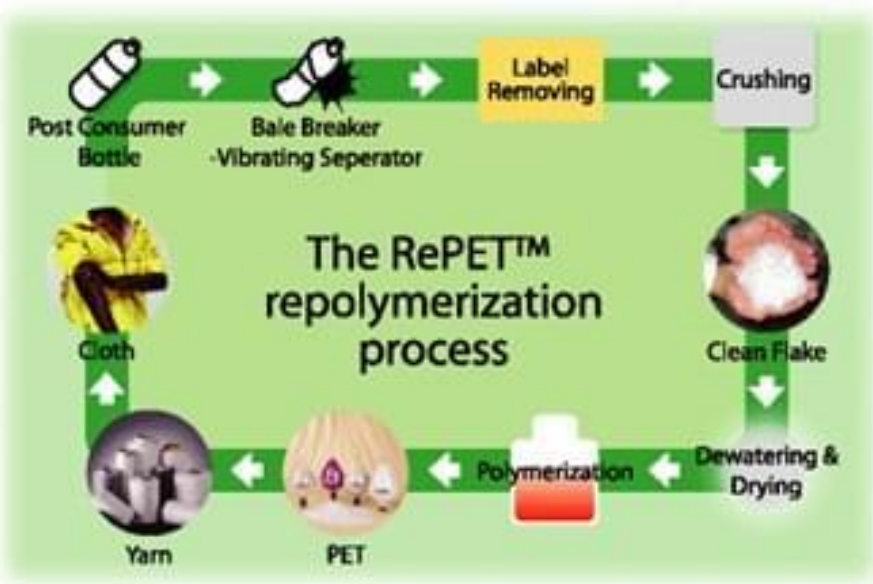 Post Consumer
Bottle
Bale Breaker
-Vibrating Seperator
Label
Removing
Crushing
The RePET™
repolymerization
process
Cloth
Clean Flake
Dewatering &
Drying
Polymerization
PET
Yarn